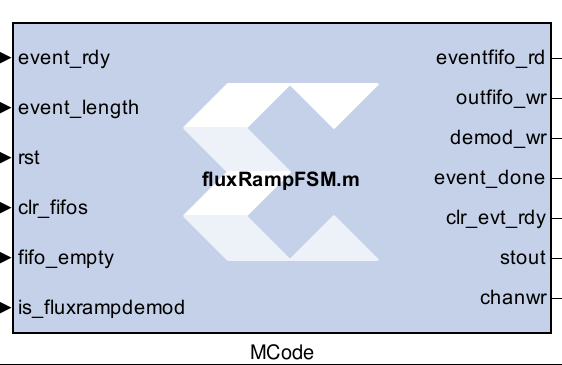 event_rdy
event_length
rst
clr_fifos
fifo_empty
is_fluxrampdemod
fluxRampFSM.m
eventfifo_rd
outfifo_wr
demod_wr
event_done
clr_evt_rdy
stout
chanwr
MCode